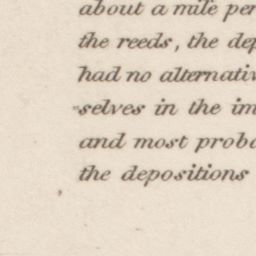 about a mile per
the reeds, the dep
had no alternativ
selves in the im
and most proba
the depositions